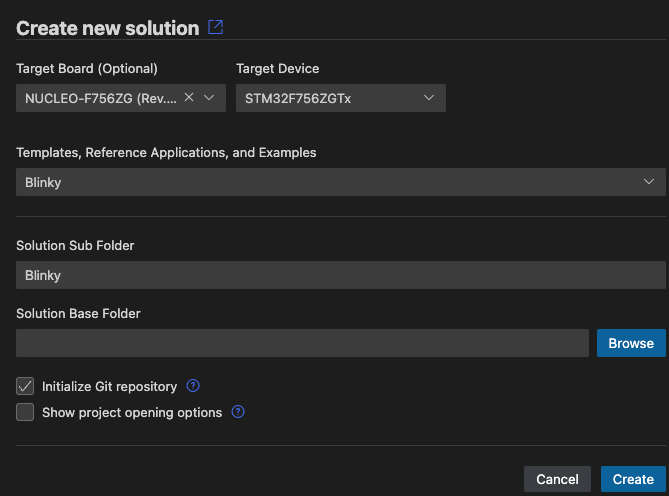 Create new solution
Target Board (Optional) Target Device
NUCLEO-F756ZG (Rev.... STM32F756ZGTx
Templates, Reference Applications, and Examples
Blinky
Solution Sub Folder
Blinky
Solution Base Folder
Browse
Initialize Git repository
Show project opening options
Cancel Create